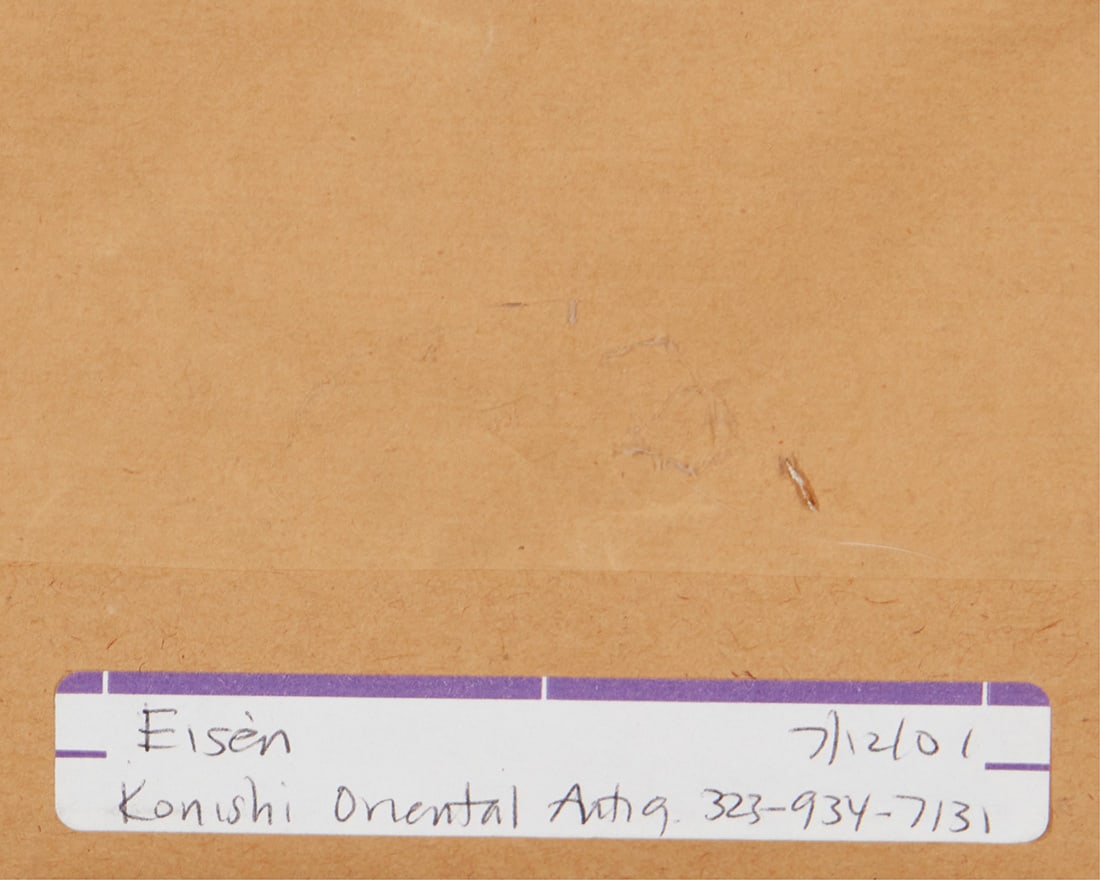 Eisèn 7/12/01
Konishi Oriental Antiq. 323-934-7131